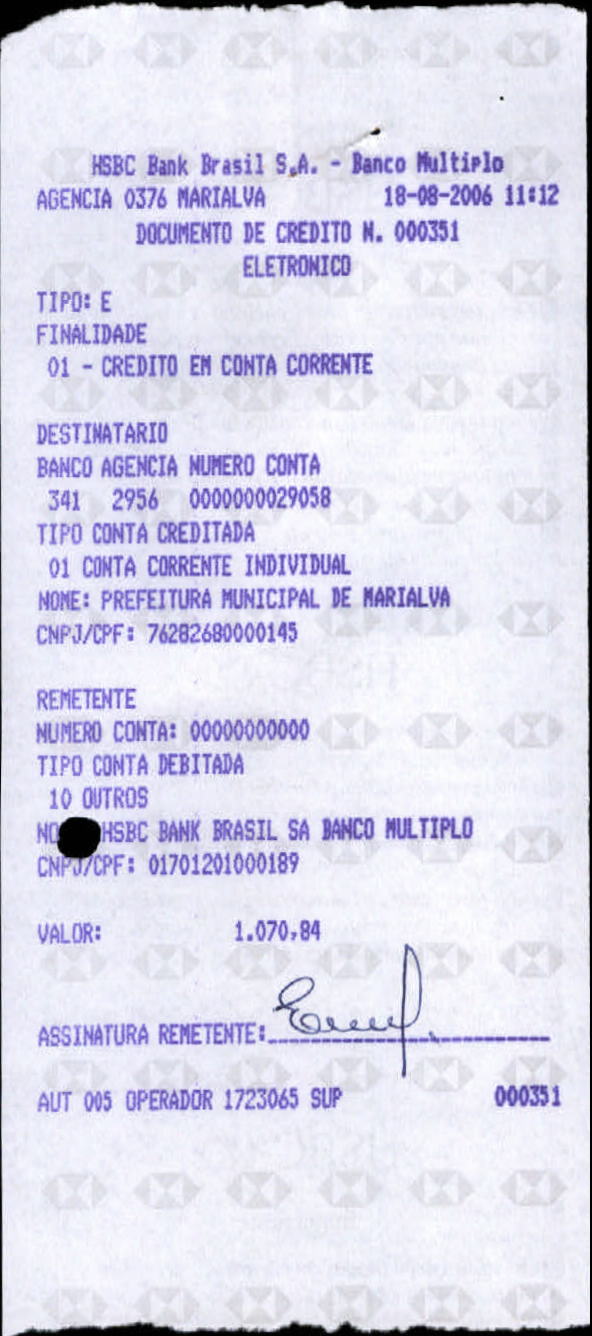 HSBC Bank Brasil S.A. - Banco Multiplo
AGENCIA 0376 MARIALVA 18-08-2006 11:12
DOCUMENTO DE CREDITO N. 000351
ELETRONICO
TIPO: E
FINALIDADE
01 - CREDITO EM CONTA CORRENTE
DESTINATARIO
BANCO AGENCIA NUMERO CONTA
341 2956 0000000029058
TIPO CONTA CREDITADA
01 CONTA CORRENTE INDIVIDUAL
NOME: PREFEITURA MUNICIPAL DE MARIALVA
CNPJ/CPF: 76282680000145
REMETENTE
NUMERO CONTA: 00000000000
TIPO CONTA DEBITADA
10 OUTROS
NO HSBC BANK BRASIL SA BANCO MULTIPLO
CNPJ/CPF: 01701201000189
VALOR: 1.070,84
ASSINATURA REMETENTE:
AUT 005 OPERADOR 1723065 SUP 000351